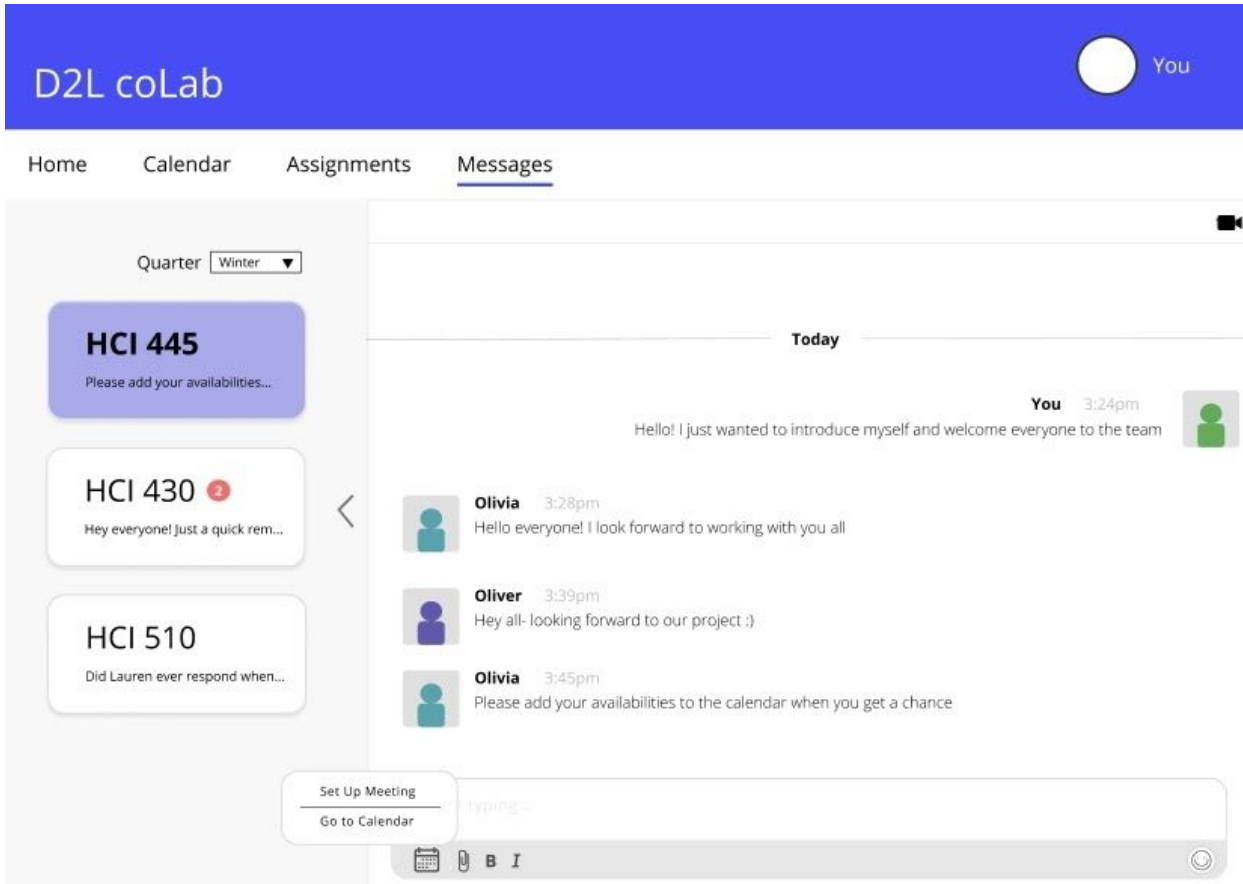 D2L coLab
You
Home Calendar Assignments Messages
Quarter Winter
HCI 445
Please add your availabilities...
HCI 430 2
Hey everyone! Just a quick rem...
HCI 510
Did Lauren ever respond when...
Today
You 3:24pm
Hello! I just wanted to introduce myself and welcome everyone to the team
Olivia 3:28pm
Hello everyone! I look forward to working with you all
Oliver 3:39pm
Hey all- looking forward to our project :)
Olivia 3:45pm
Please add your availabilities to the calendar when you get a chance
Set Up Meeting
Go to Calendar
typing...
B I